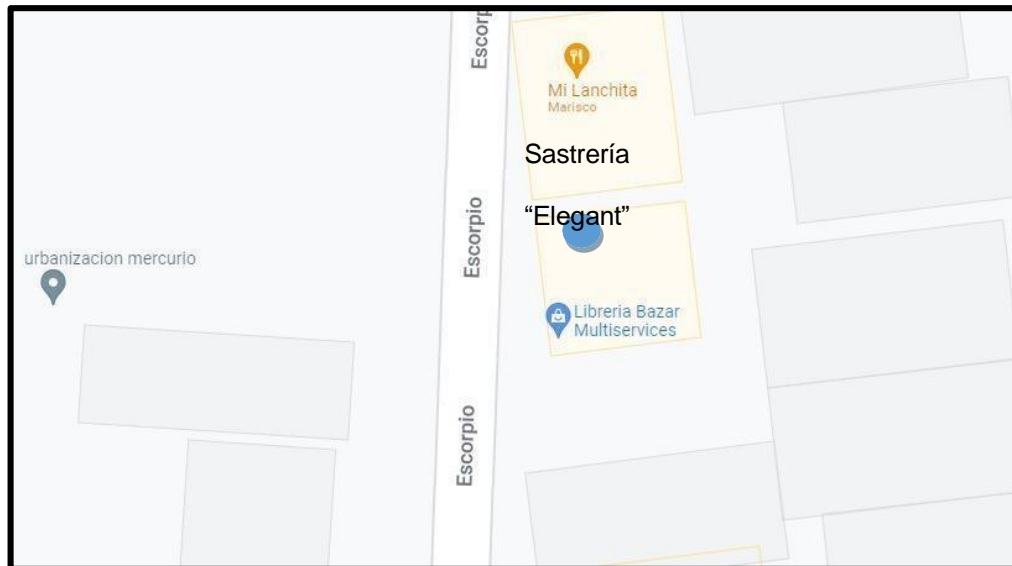 Escorpio
Mi Lanchita
Marisco
Sastrería
“Elegant”
Escorpio
urbanizacion mercurio
Libreria Bazar
Multiservices
Escorpio